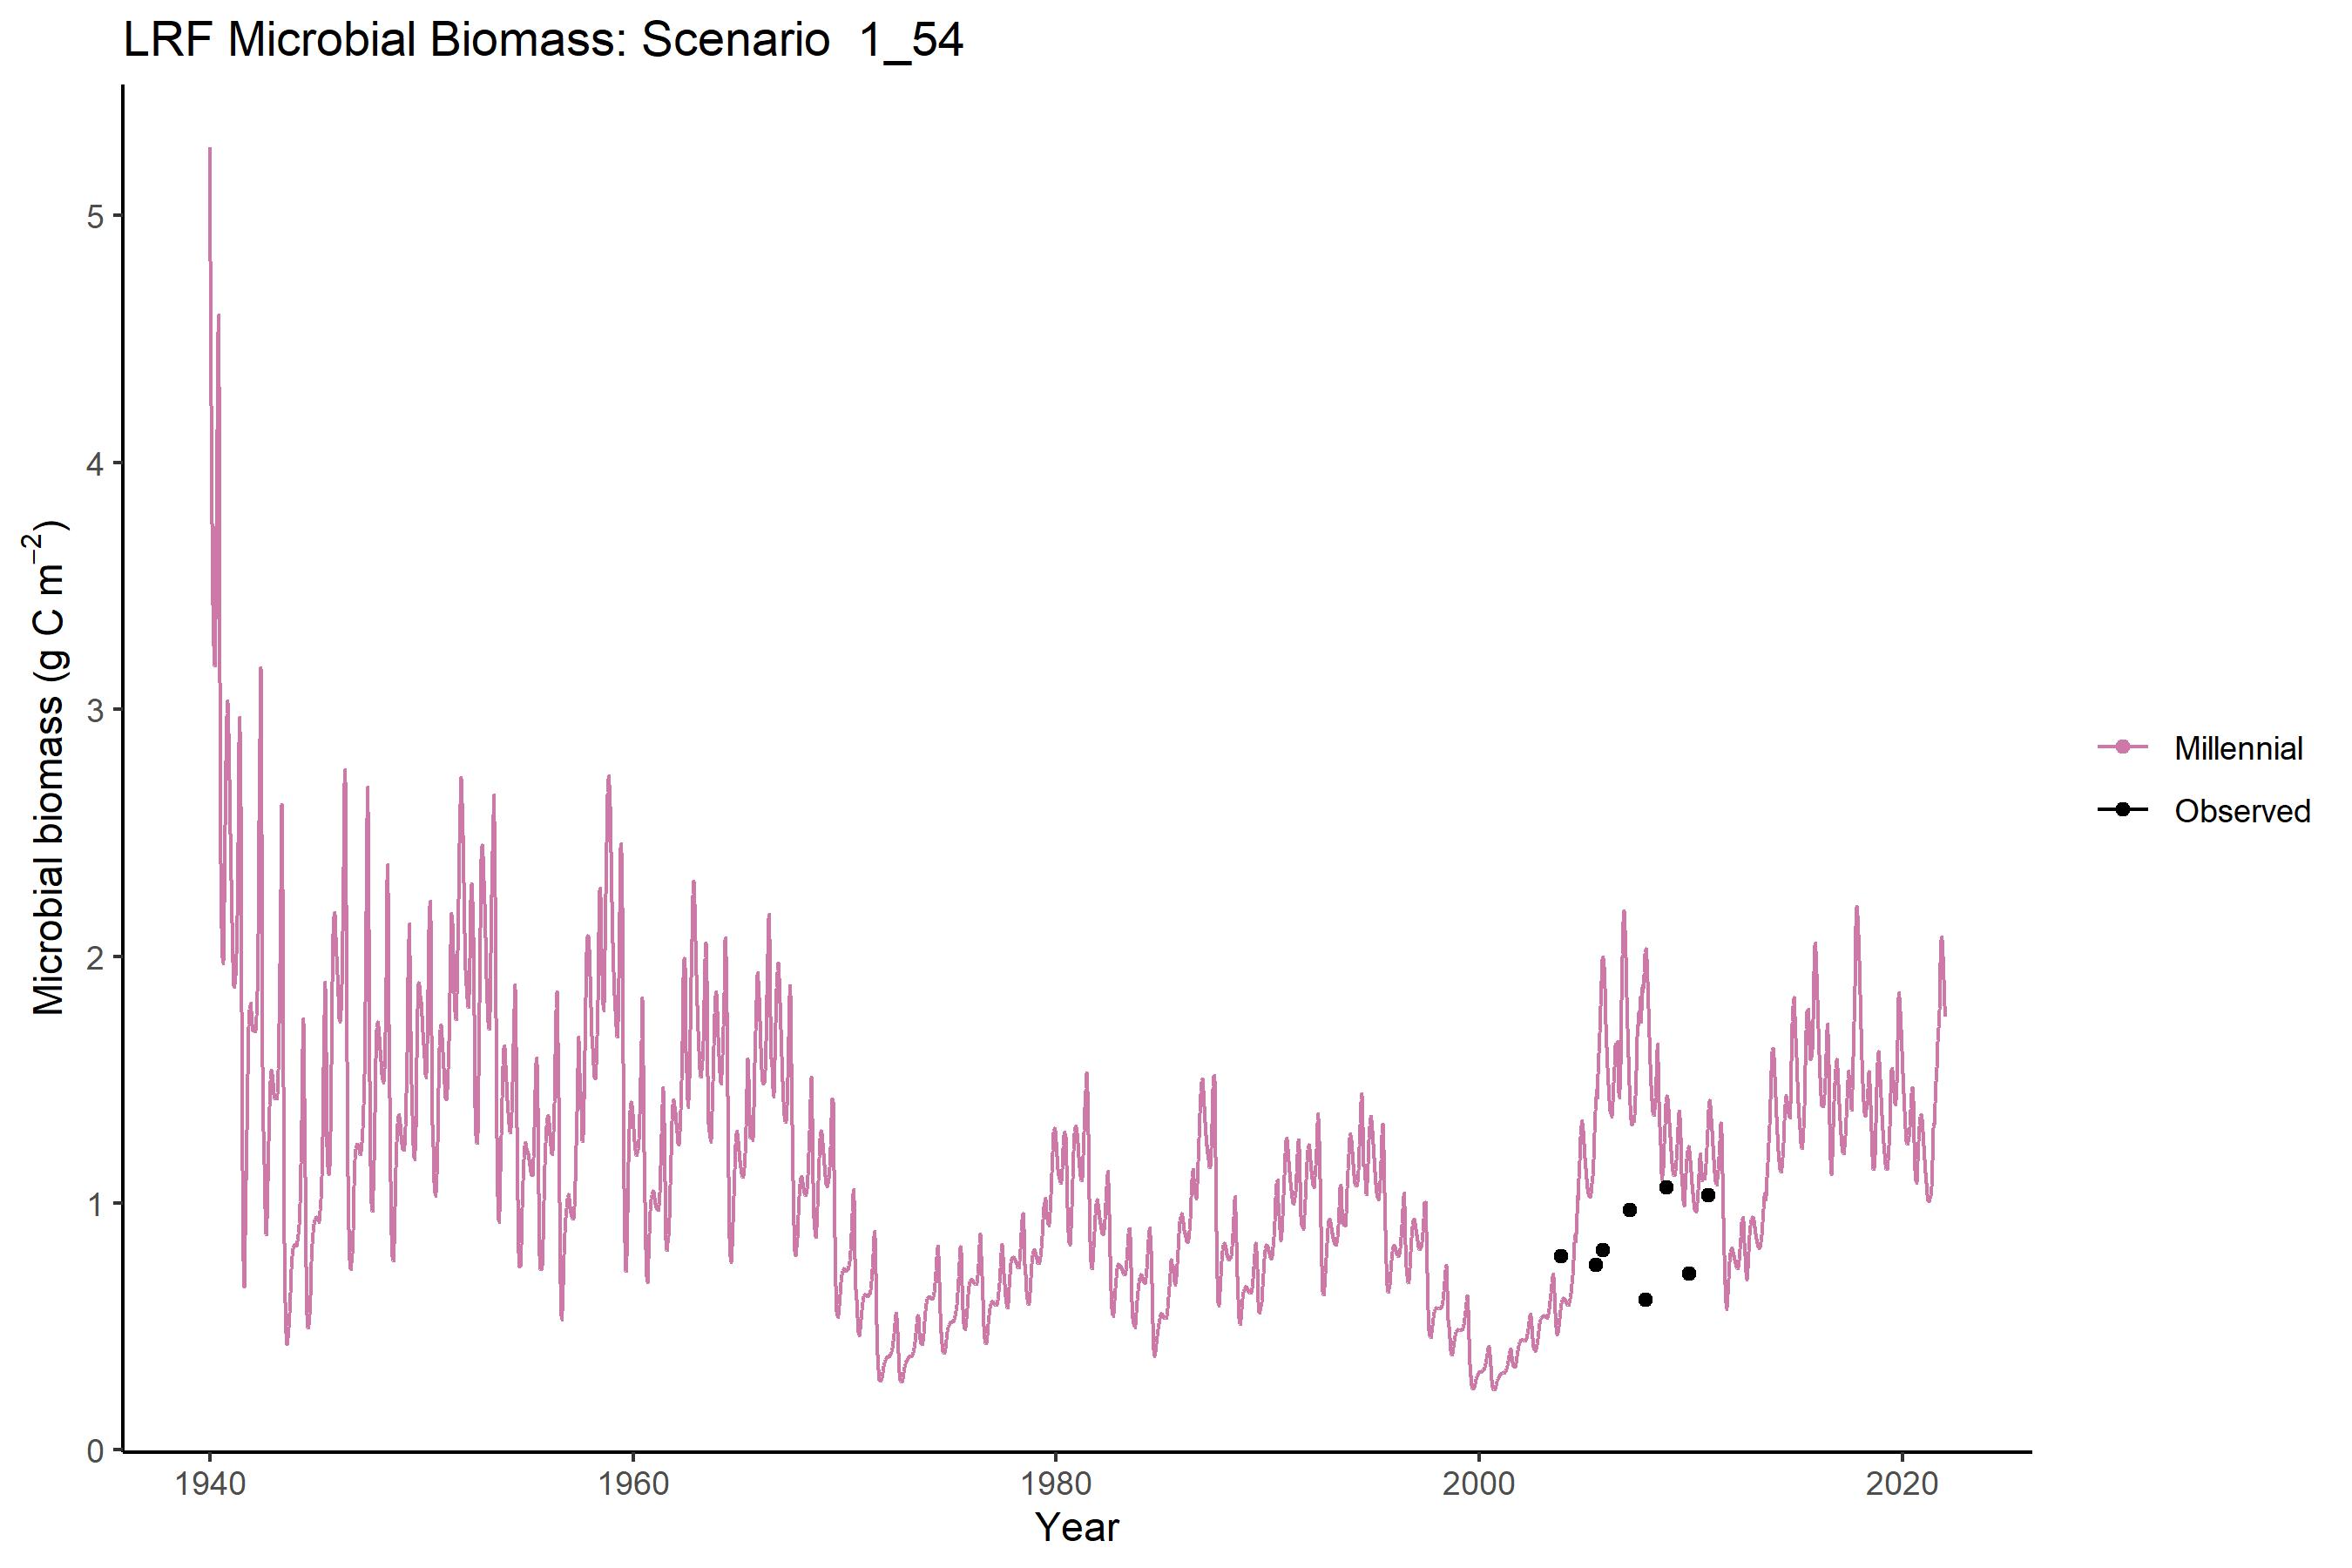 LRF Microbial Biomass: Scenario  1_54
Microbial biomass (g C m⁻²)
5
4
3
2
1
0
1940 1960 1980 2000 2020
Year
Millennial
Observed